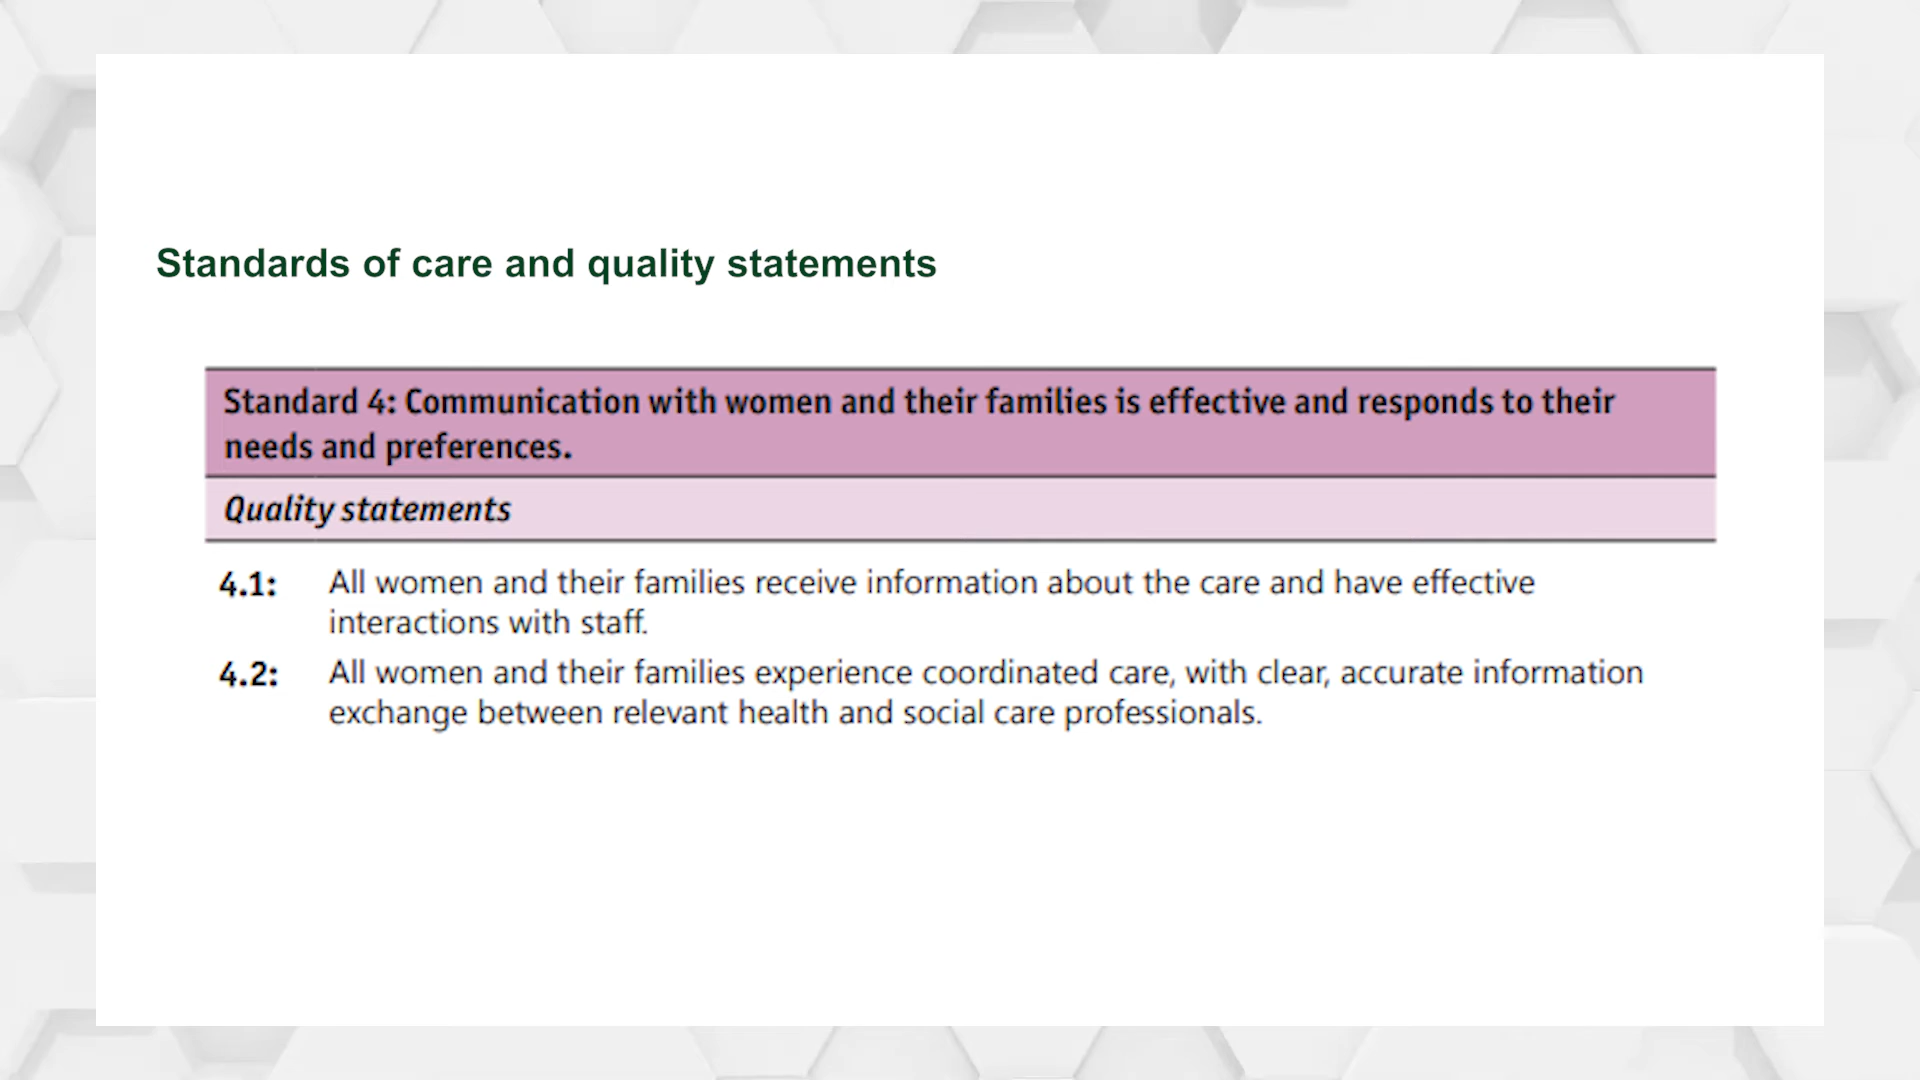 Standards of care and quality statements
Standard 4: Communication with women and their families is effective and responds to their
needs and preferences.
Quality statements
4.1: All women and their families receive information about the care and have effective
interactions with staff.
4.2: All women and their families experience coordinated care, with clear, accurate information
exchange between relevant health and social care professionals.